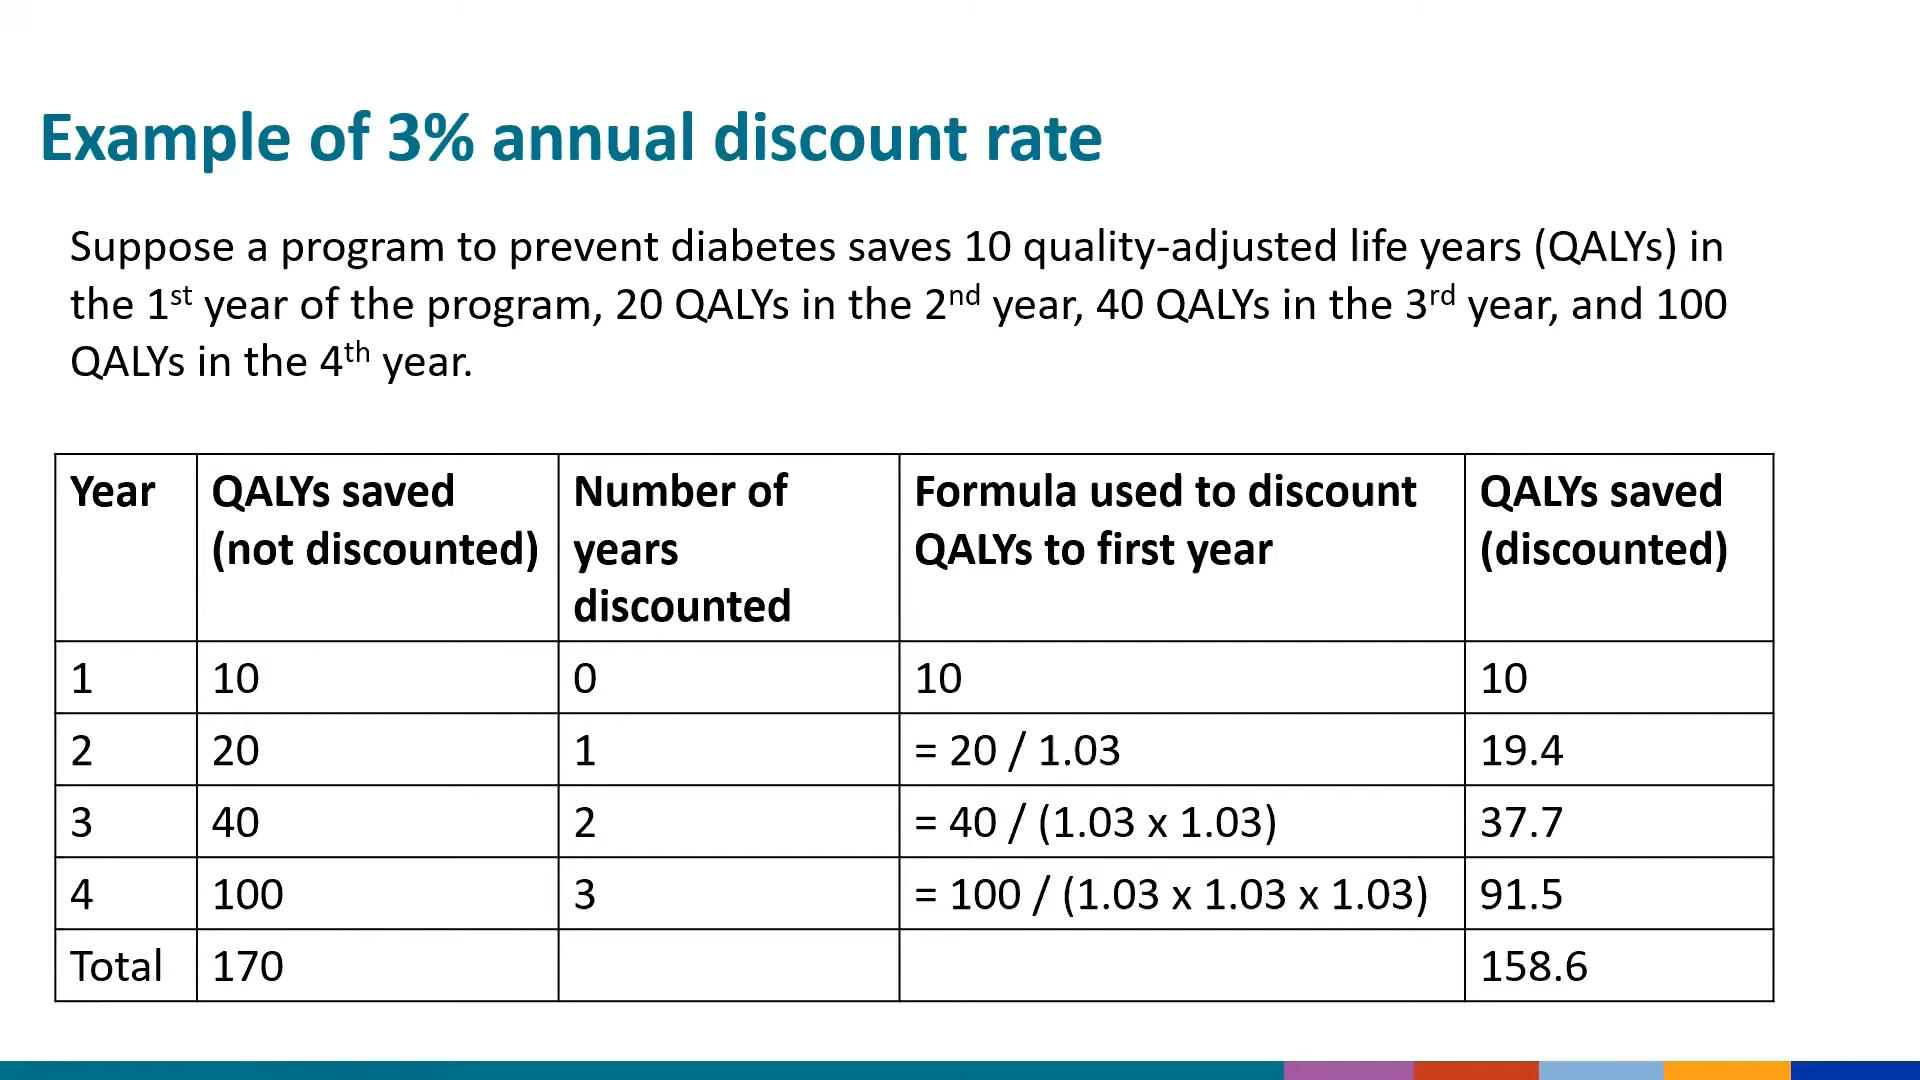 Example of 3% annual discount rate
Suppose a program to prevent diabetes saves 10 quality-adjusted life years (QALYs) in
the 1st year of the program, 20 QALYs in the 2nd year, 40 QALYs in the 3rd year, and 100
QALYs in the 4th year.
Year QALYs saved (not discounted) Number of years discounted Formula used to discount QALYs to first year QALYs saved (discounted)
1 10 0 10 10
2 20 1 = 20 / 1.03 19.4
3 40 2 = 40 / (1.03 x 1.03) 37.7
4 100 3 = 100 / (1.03 x 1.03 x 1.03) 91.5
Total 170 158.6